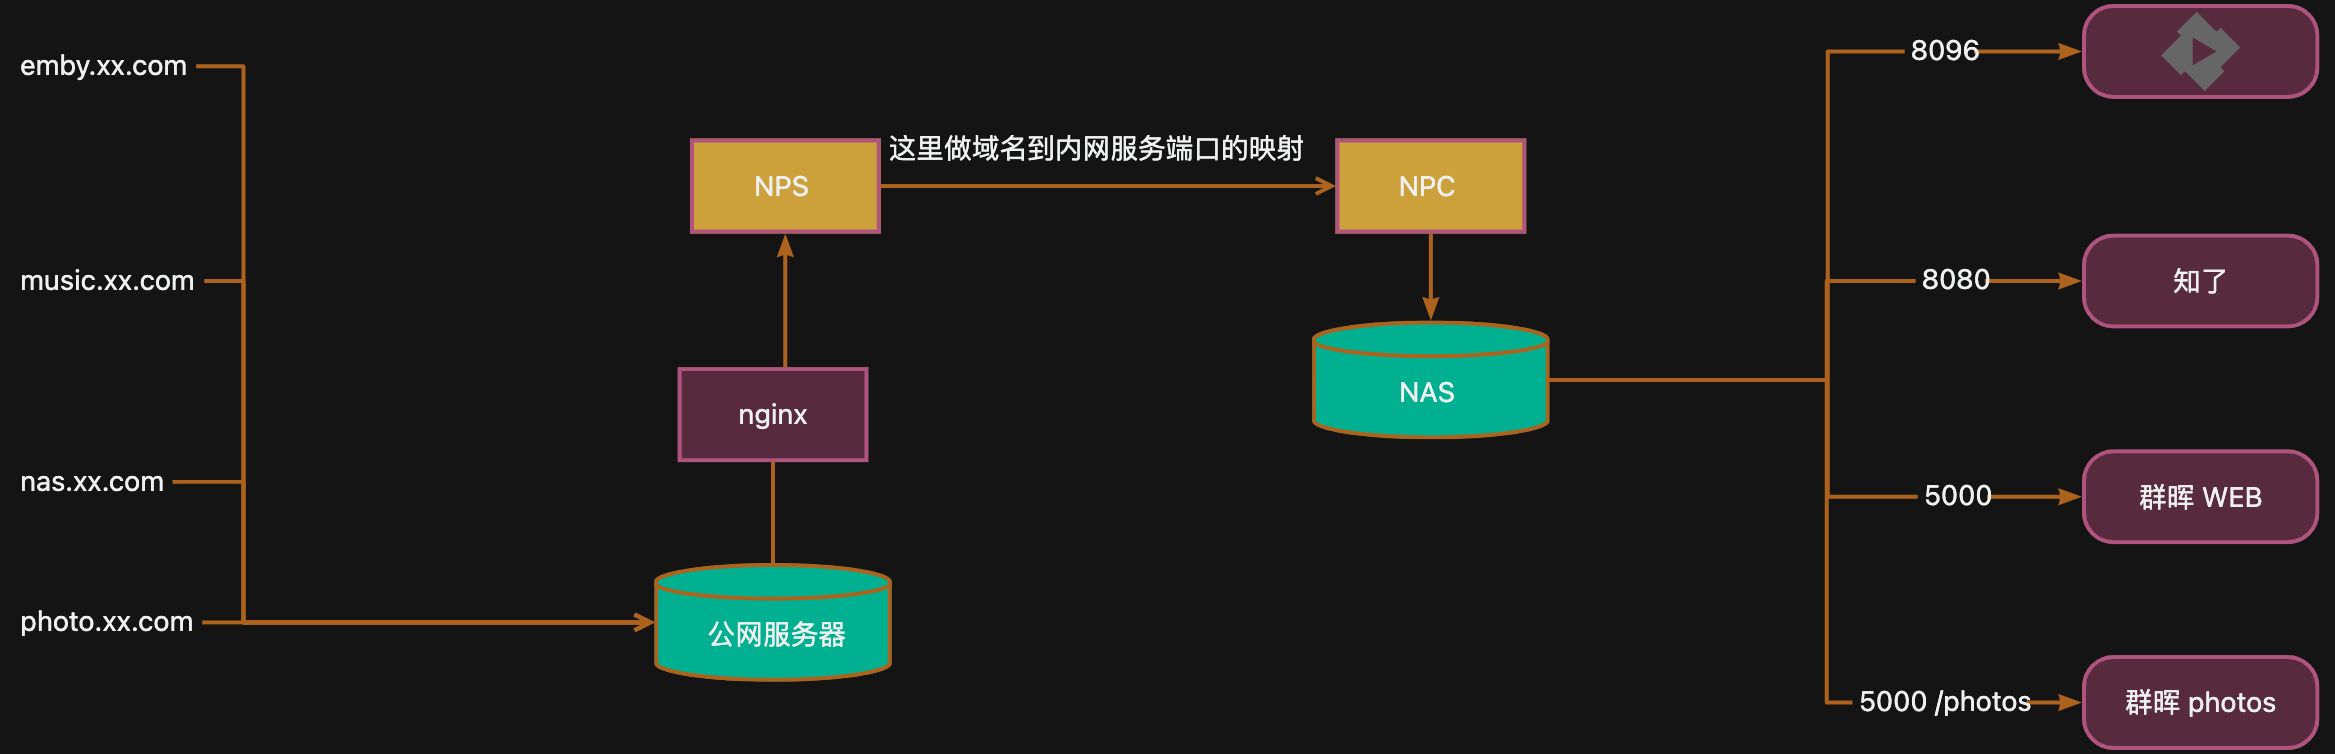 emby.xx.com
music.xx.com
nas.xx.com
photo.xx.com
NPS
这里做域名到内网服务端口的映射
NPC
nginx
公网服务器
NAS
8096
8080
知了
5000
群晖 WEB
5000 /photos
群晖 photos